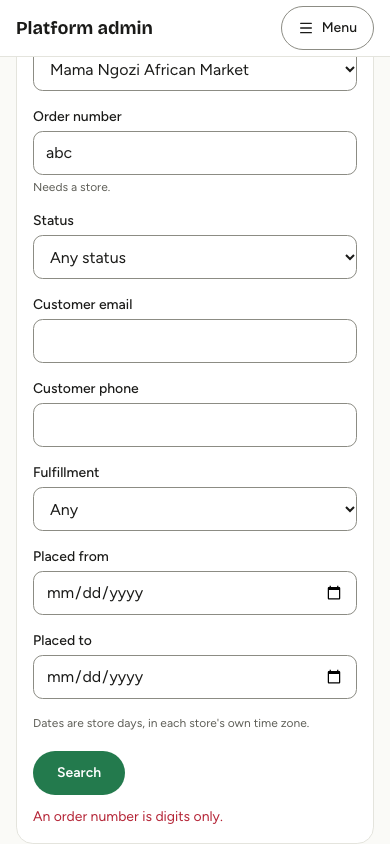 Platform admin
Menu
Mama Ngozi African Market
Order number
abc
Needs a store.
Status
Any status
Customer email
Customer phone
Fulfillment
Any
Placed from
mm/dd/yyyy
Placed to
mm/dd/yyyy
Dates are store days, in each store's own time zone.
Search
An order number is digits only.